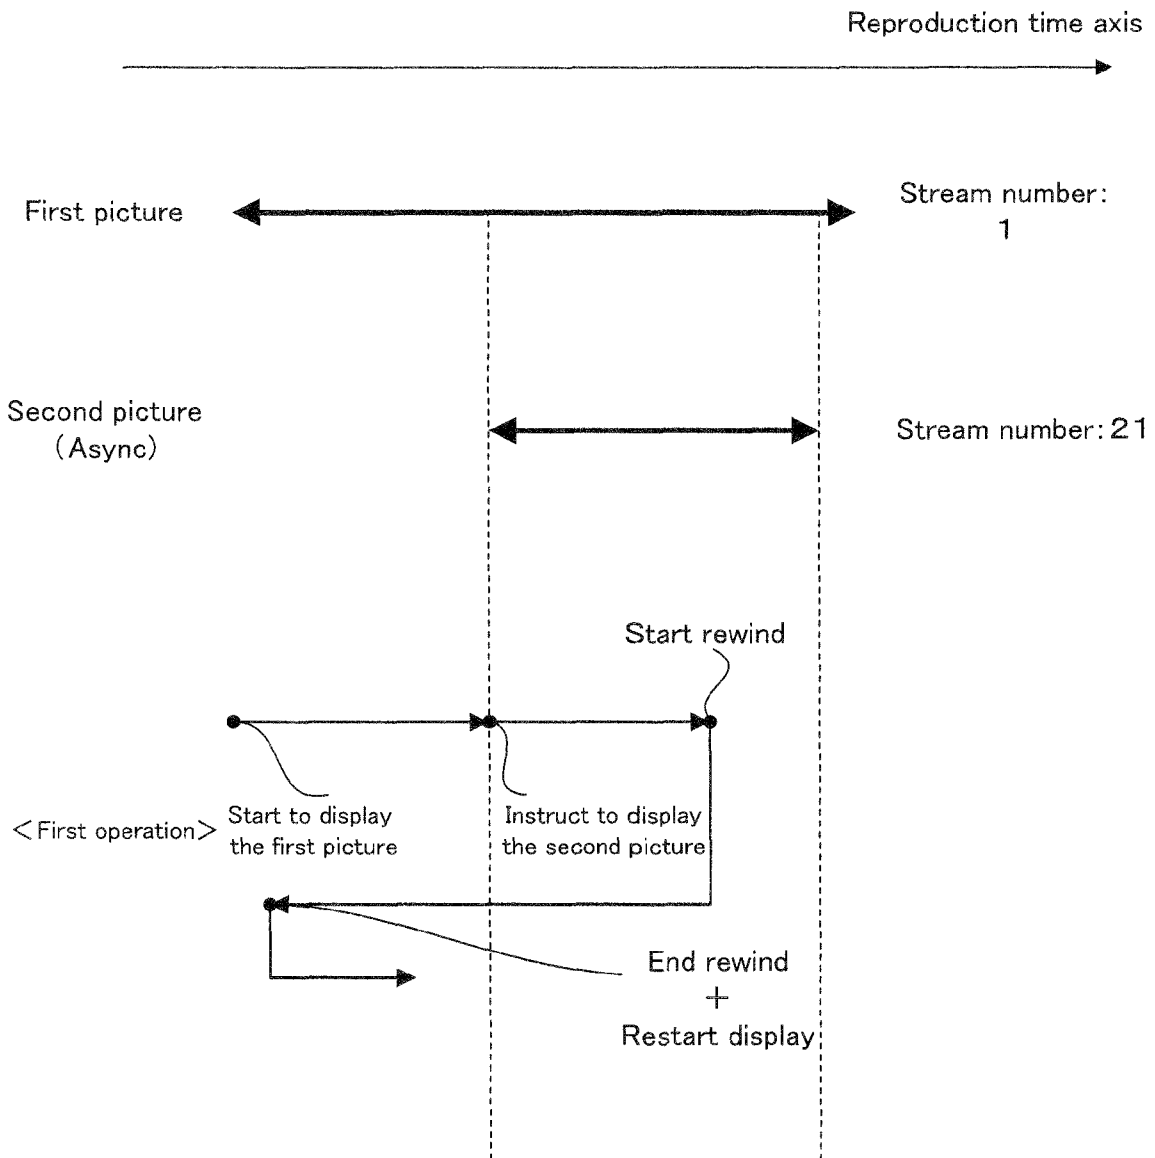 Reproduction time axis
First picture
Stream number:
1
Second picture
(Async)
Stream number:21
Start rewind
<First operation>
Start to display
the first picture
Instruct to display
the second picture
End rewind
+
Restart display